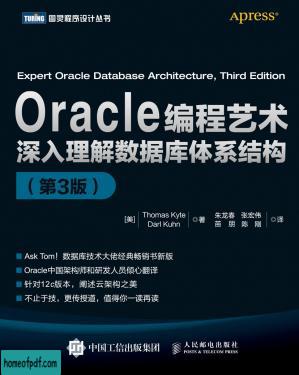 TURING 图灵程序设计丛书
Apress®
Expert Oracle Database Architecture, Third Edition
Oracle编程艺术
深入理解数据库体系结构
（第3版）
[美] Thomas Kyte Darl Kuhn 著
朱龙春 张宏伟 苗朋 陈刚 译
■ Ask Tom！数据库技术大佬经典畅销书新版
■ Oracle中国架构师和研发人员倾心翻译
■ 针对12c版本，阐述云架构之美
■ 不止于技，更传授道，值得你一读再读
中国工信出版集团
人民邮电出版社
POSTS & TELECOM PRESS
www.homeofpdf.com